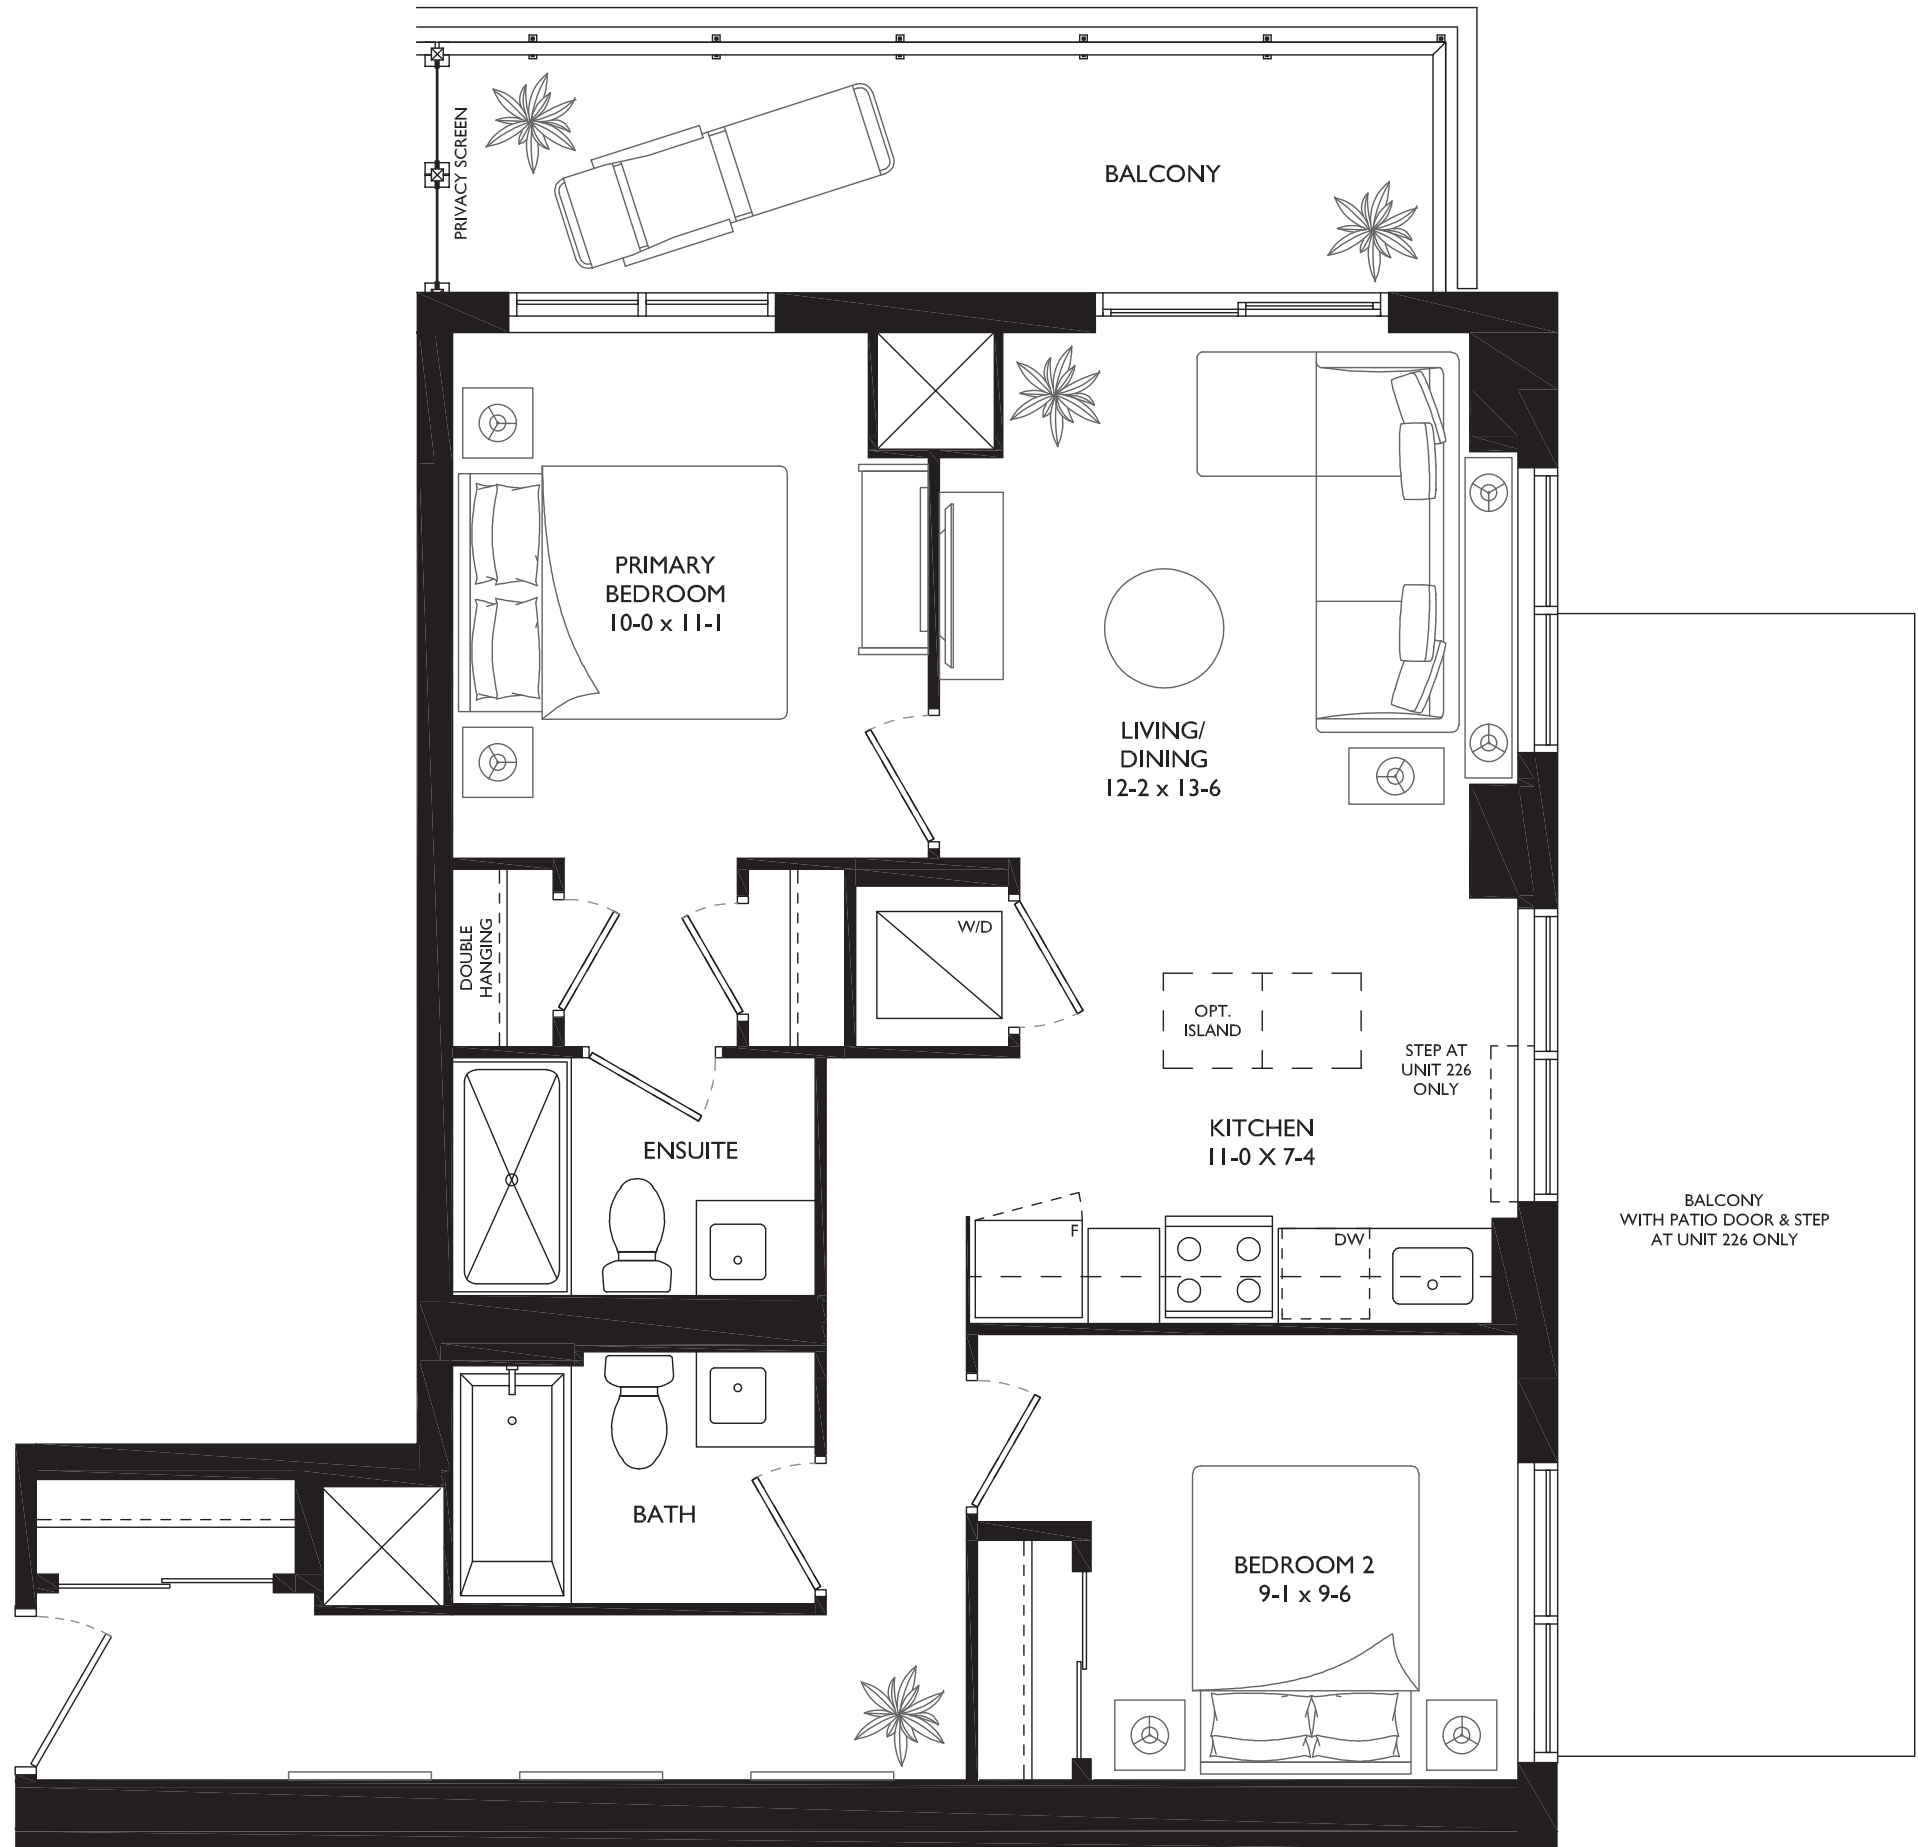 PRIVACY SCREEN
BALCONY
PRIMARY
BEDROOM
10-0 x 11-1
LIVING/
DINING
12-2 x 13-6
DOUBLE
HANGING
W/D
OPT.
ISLAND
STEP AT
UNIT 226
ONLY
KITCHEN
11-0 X 7-4
ENSUITE
BALCONY
WITH PATIO DOOR & STEP
AT UNIT 226 ONLY
F
DW
BATH
BEDROOM 2
9-1 x 9-6